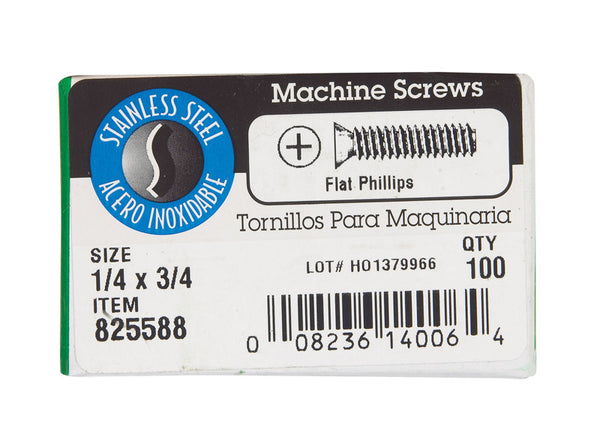 STAINLESS STEEL
ACERO INOXIDABLE
Machine Screws
Flat Phillips
Tornillos Para Maquinaria
SIZE
1/4 x 3/4
ITEM
825588
LOT# HO1379966
QTY
100
0 08236 14006 4